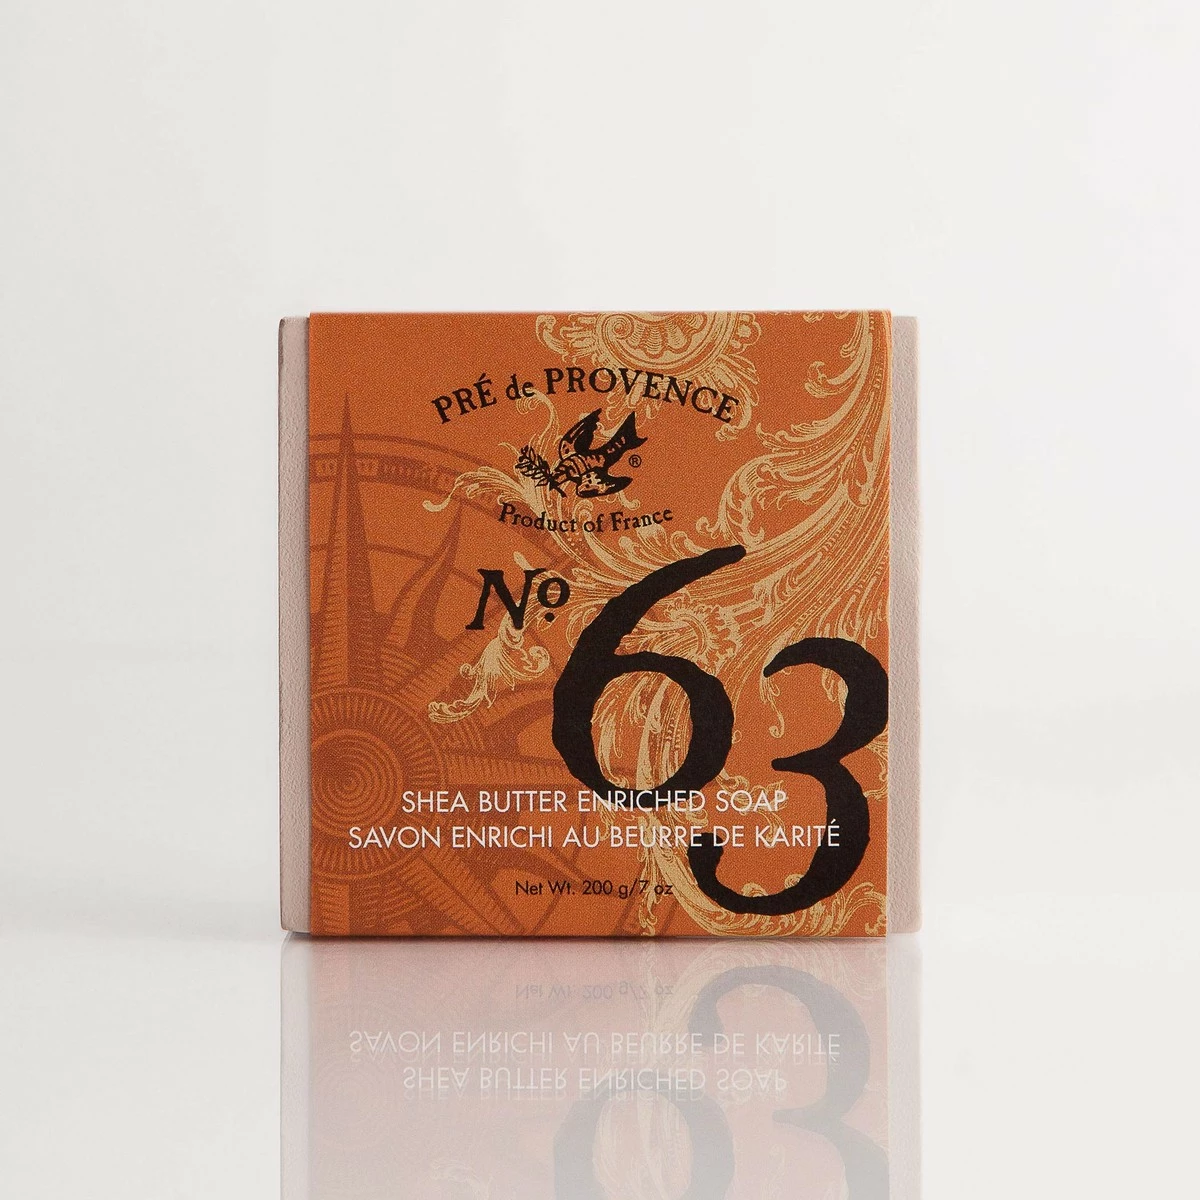 PRÉ de PROVENCE
®
Product of France
Nº 63
SHEA BUTTER ENRICHED SOAP
SAVON ENRICHI AU BEURRE DE KARITÉ
Net Wt. 200 g/7 oz